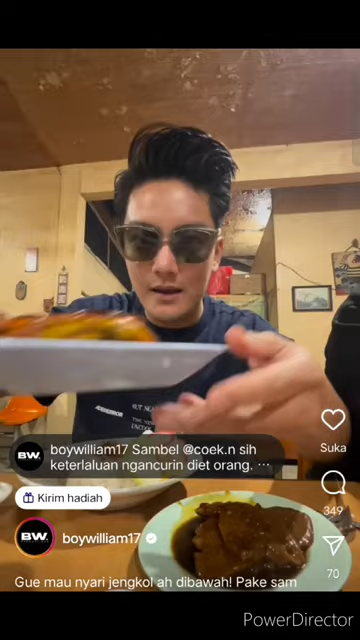 BW.
boywilliam17 Sambel @coek.n sih
keterlaluan ngancurin diet orang. ...
Suka
Kirim hadiah
349
BW.
boywilliam17
70
Gue mau nyari jengkol ah dibawah! Pake sam
PowerDirector